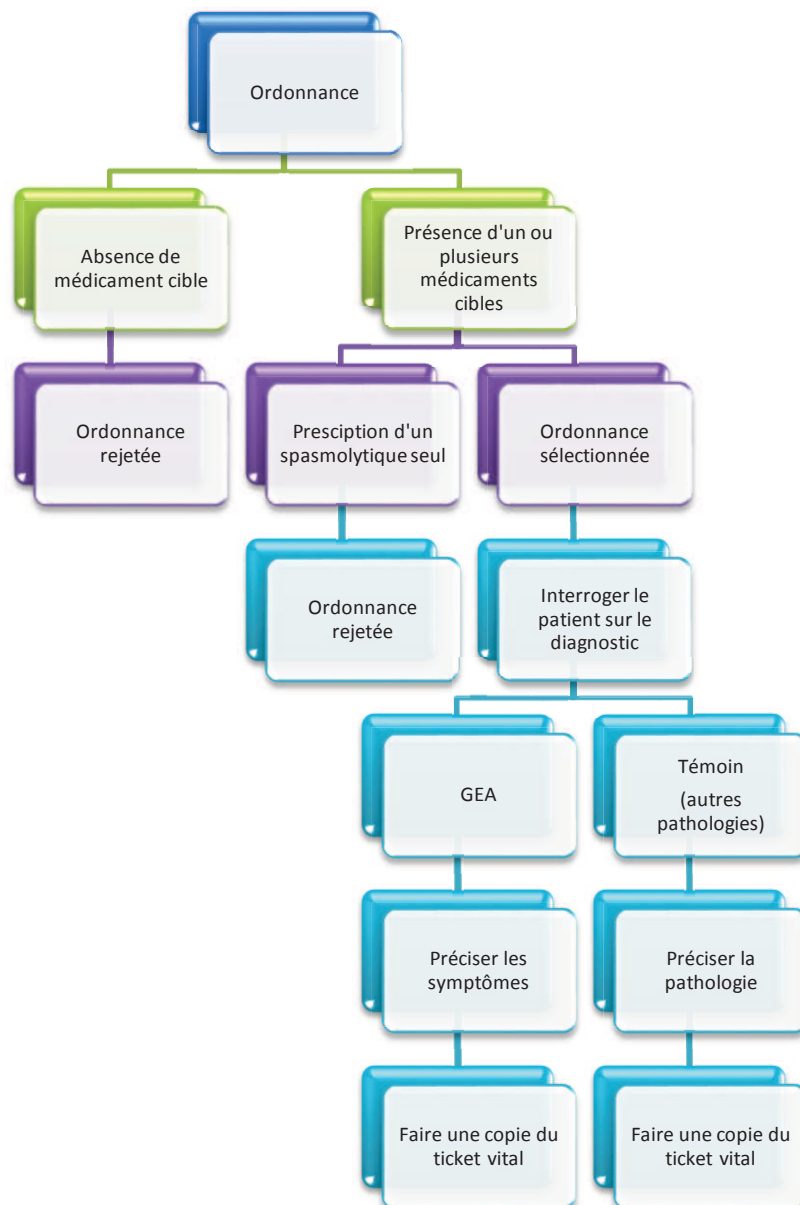 Ordonnance
Absence de
médicament cible
Présence d'un ou
plusieurs
médicaments
cibles
Ordonnance
rejetée
Presciption d'un
spasmolytique seul
Ordonnance
sélectionnée
Ordonnance
rejetée
Interroger le
patient sur le
diagnostic
GEA
Témoin
(autres
pathologies)
Préciser les
symptômes
Préciser la
pathologie
Faire une copie du
ticket vital
Faire une copie du
ticket vital